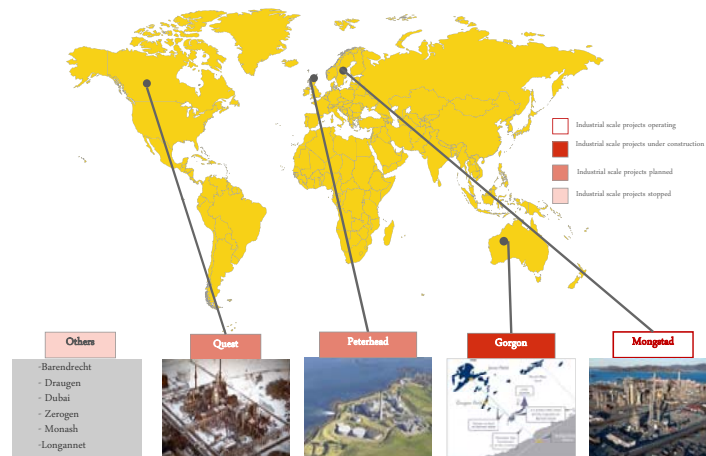 Industrial scale projects operating
Industrial scale projects under construction
Industrial scale projects planned
Industrial scale projects stopped
Others
Quest
Peterhead
Gorgon
Mongstad
-Barendrecht
- Draugen
- Dubai
- Zerogen
- Monash
-Longannet